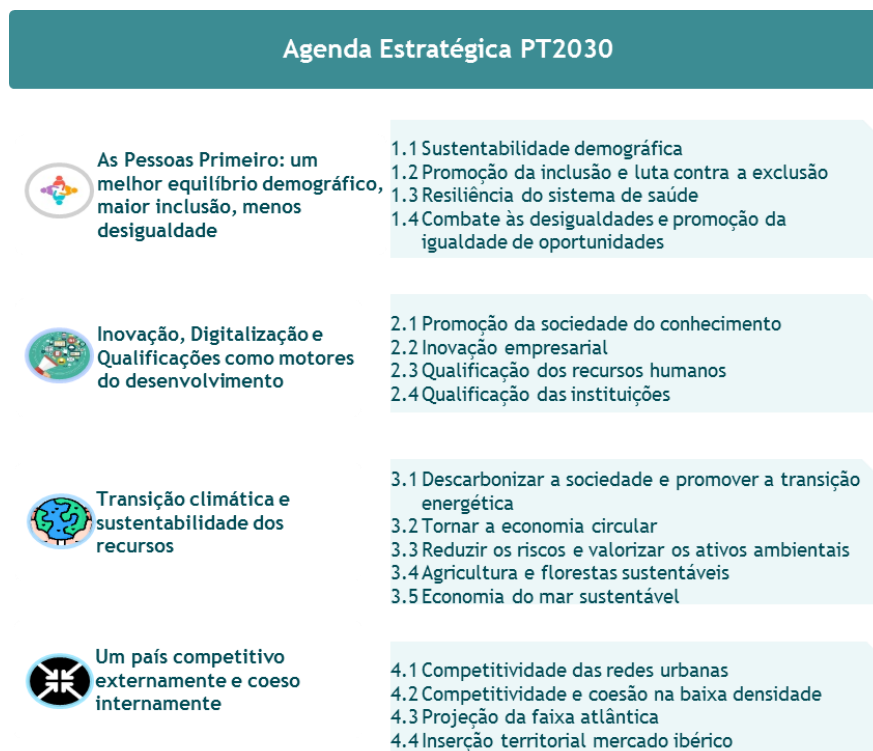 Agenda Estratégica PT2030
As Pessoas Primeiro: um
melhor equilíbrio demográfico,
maior inclusão, menos
desigualdade
1.1 Sustentabilidade demográfica
1.2 Promoção da inclusão e luta contra a exclusão
1.3 Resiliência do sistema de saúde
1.4 Combate às desigualdades e promoção da
igualdade de oportunidades
Inovação, Digitalização e
Qualificações como motores
do desenvolvimento
2.1 Promoção da sociedade do conhecimento
2.2 Inovação empresarial
2.3 Qualificação dos recursos humanos
2.4 Qualificação das instituições
Transição climática e
sustentabilidade dos
recursos
3.1 Descarbonizar a sociedade e promover a transição
energética
3.2 Tornar a economia circular
3.3 Reduzir os riscos e valorizar os ativos ambientais
3.4 Agricultura e florestas sustentáveis
3.5 Economia do mar sustentável
Um país competitivo
externamente e coeso
internamente
4.1 Competitividade das redes urbanas
4.2 Competitividade e coesão na baixa densidade
4.3 Projeção da faixa atlântica
4.4 Inserção territorial mercado ibérico